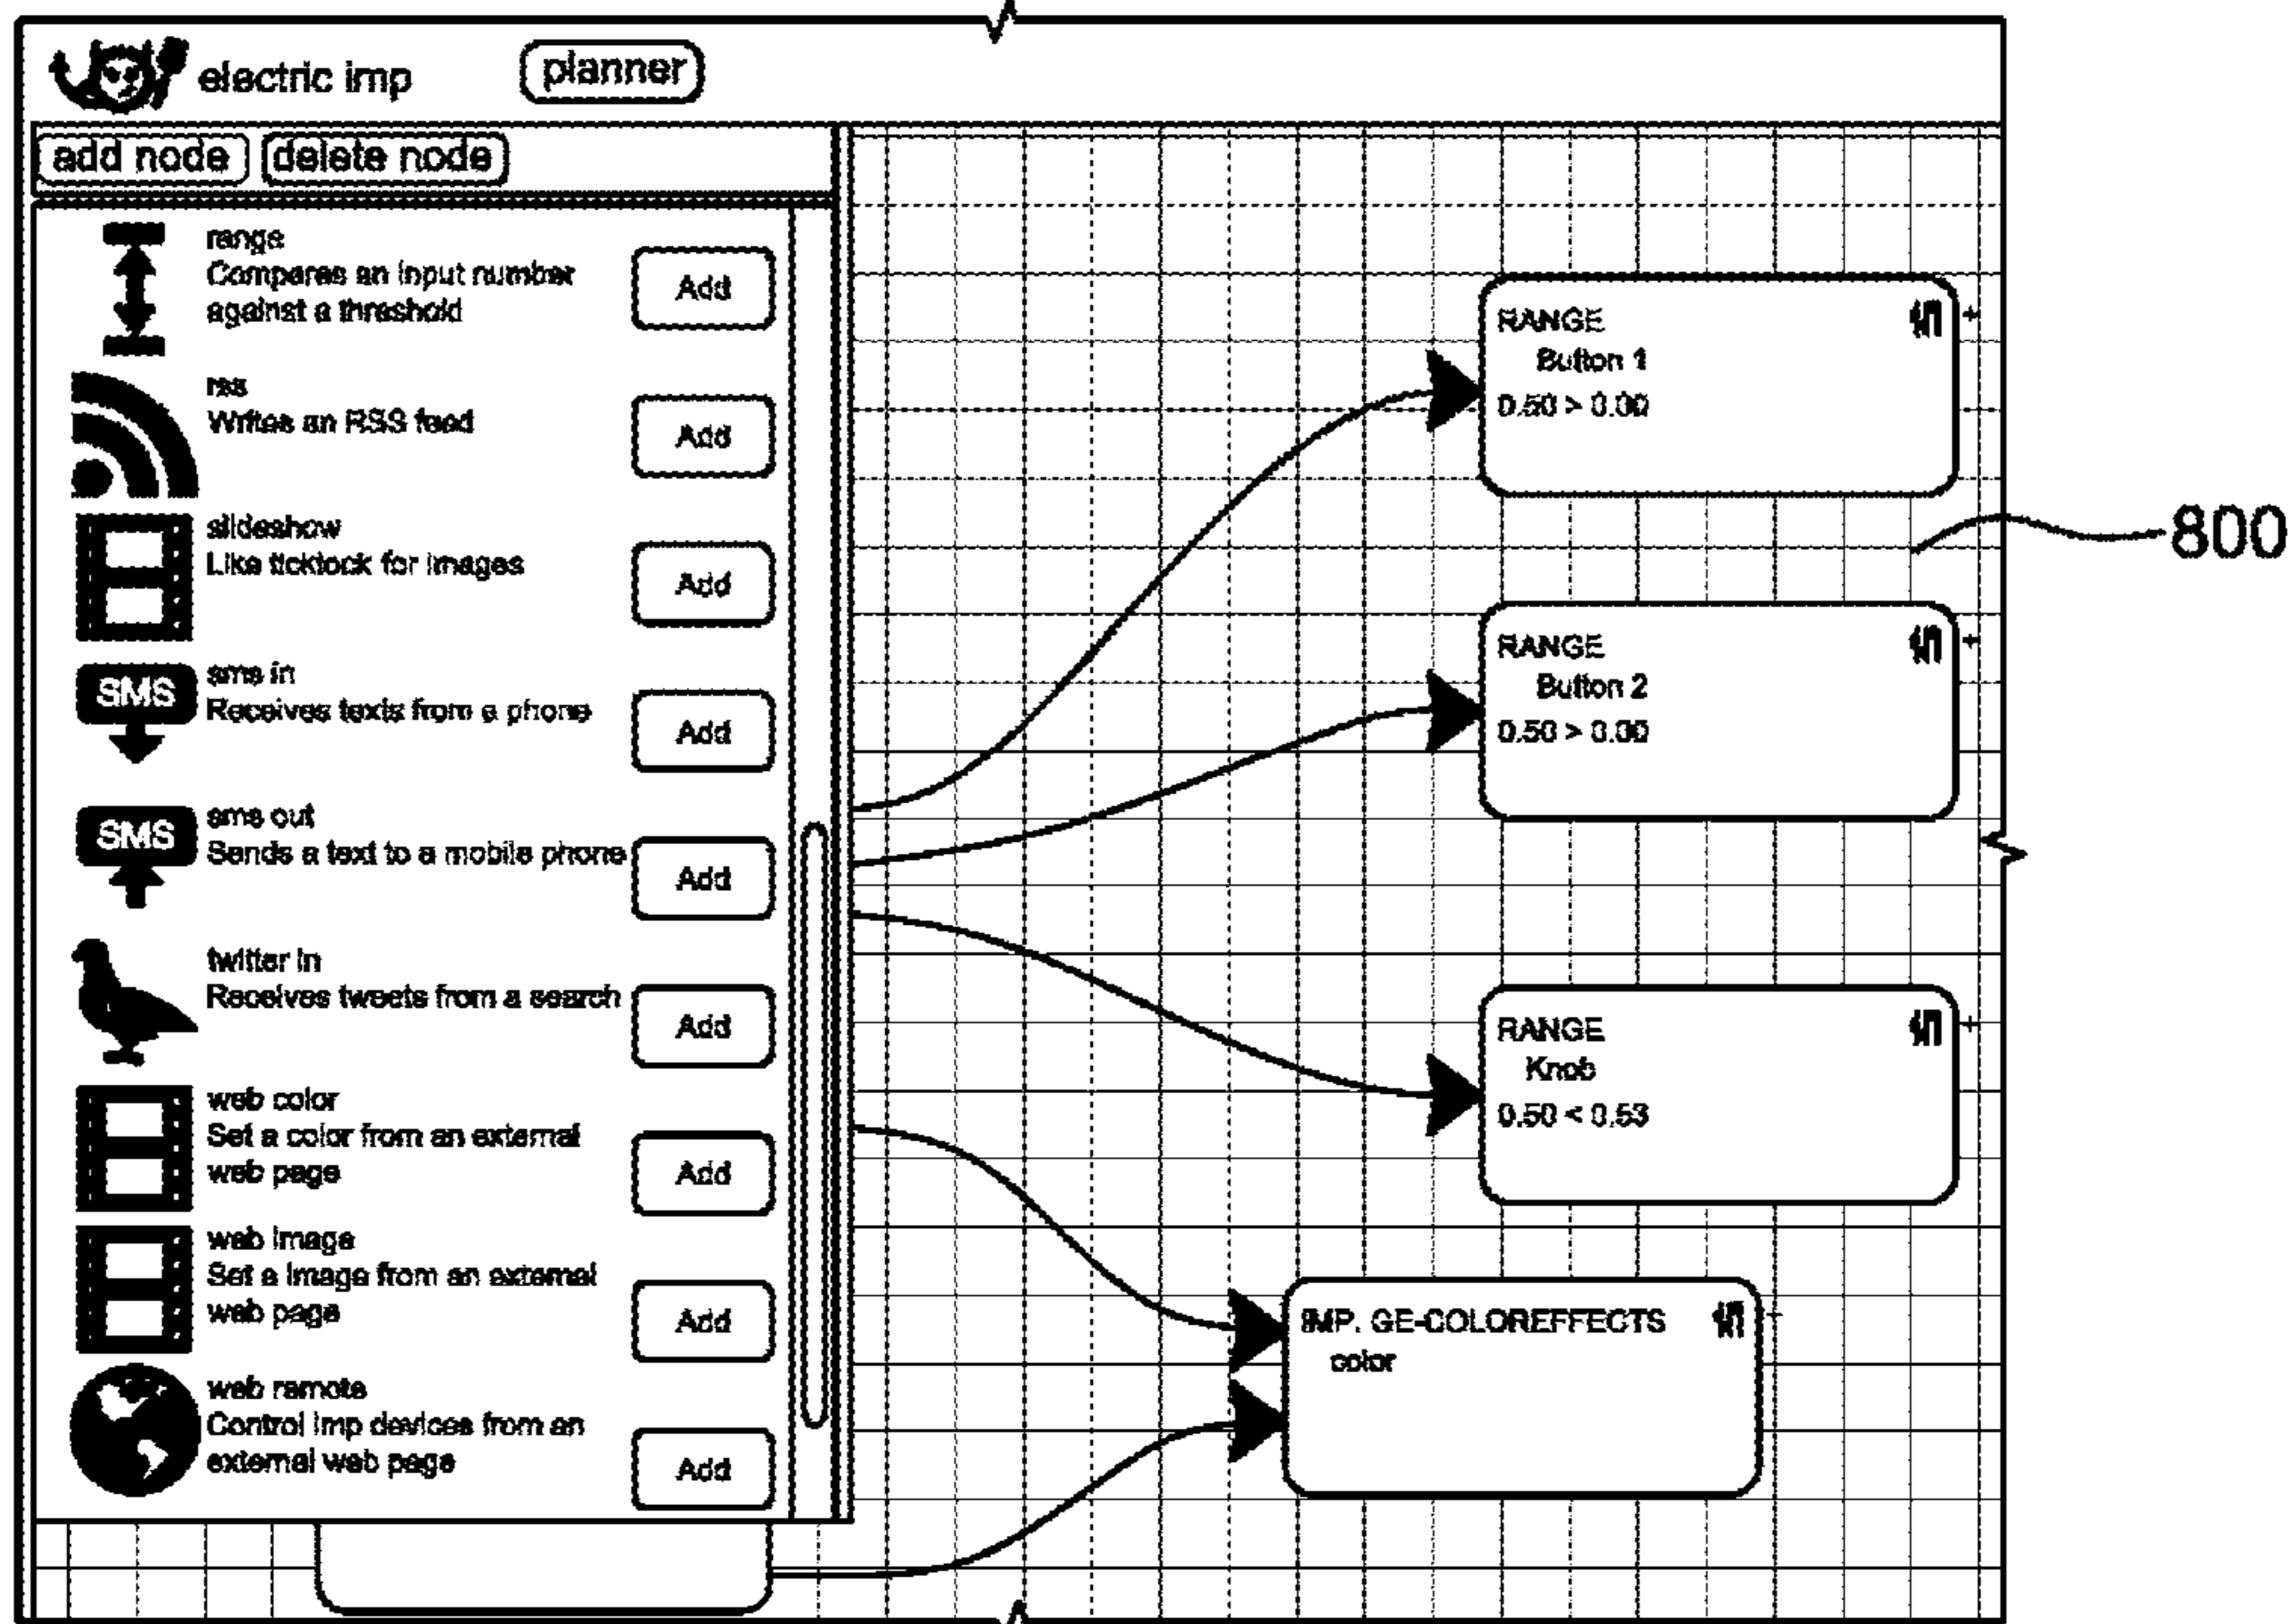 electric imp
planner
add node
delete node
range
Compares an input number
against a threshold
Add
rss
Writes an RSS feed
Add
slideshow
Like ticktock for images
Add
SMS
sms in
Receives texts from a phone
Add
SMS
sms out
Sends a text to a mobile phone
Add
twitter in
Receives tweets from a search
Add
web color
Set a color from an external
web page
Add
web image
Set a image from an external
web page
Add
web remote
Control imp devices from an
external web page
Add
RANGE
Button 1
0.50 > 0.00
800
RANGE
Button 2
0.50 > 0.00
RANGE
Knob
0.50 < 0.53
IMP. GE-COLOREFFECTS
color